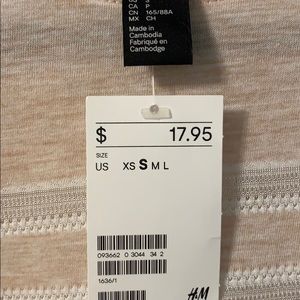 CA P
CN 165/88A
MX CH
Made in
Cambodia
Fabriqué en
Cambodge
$ 17.95
SIZE
US XS S M L
093662 0 3044 34 2
1636/1
H&M